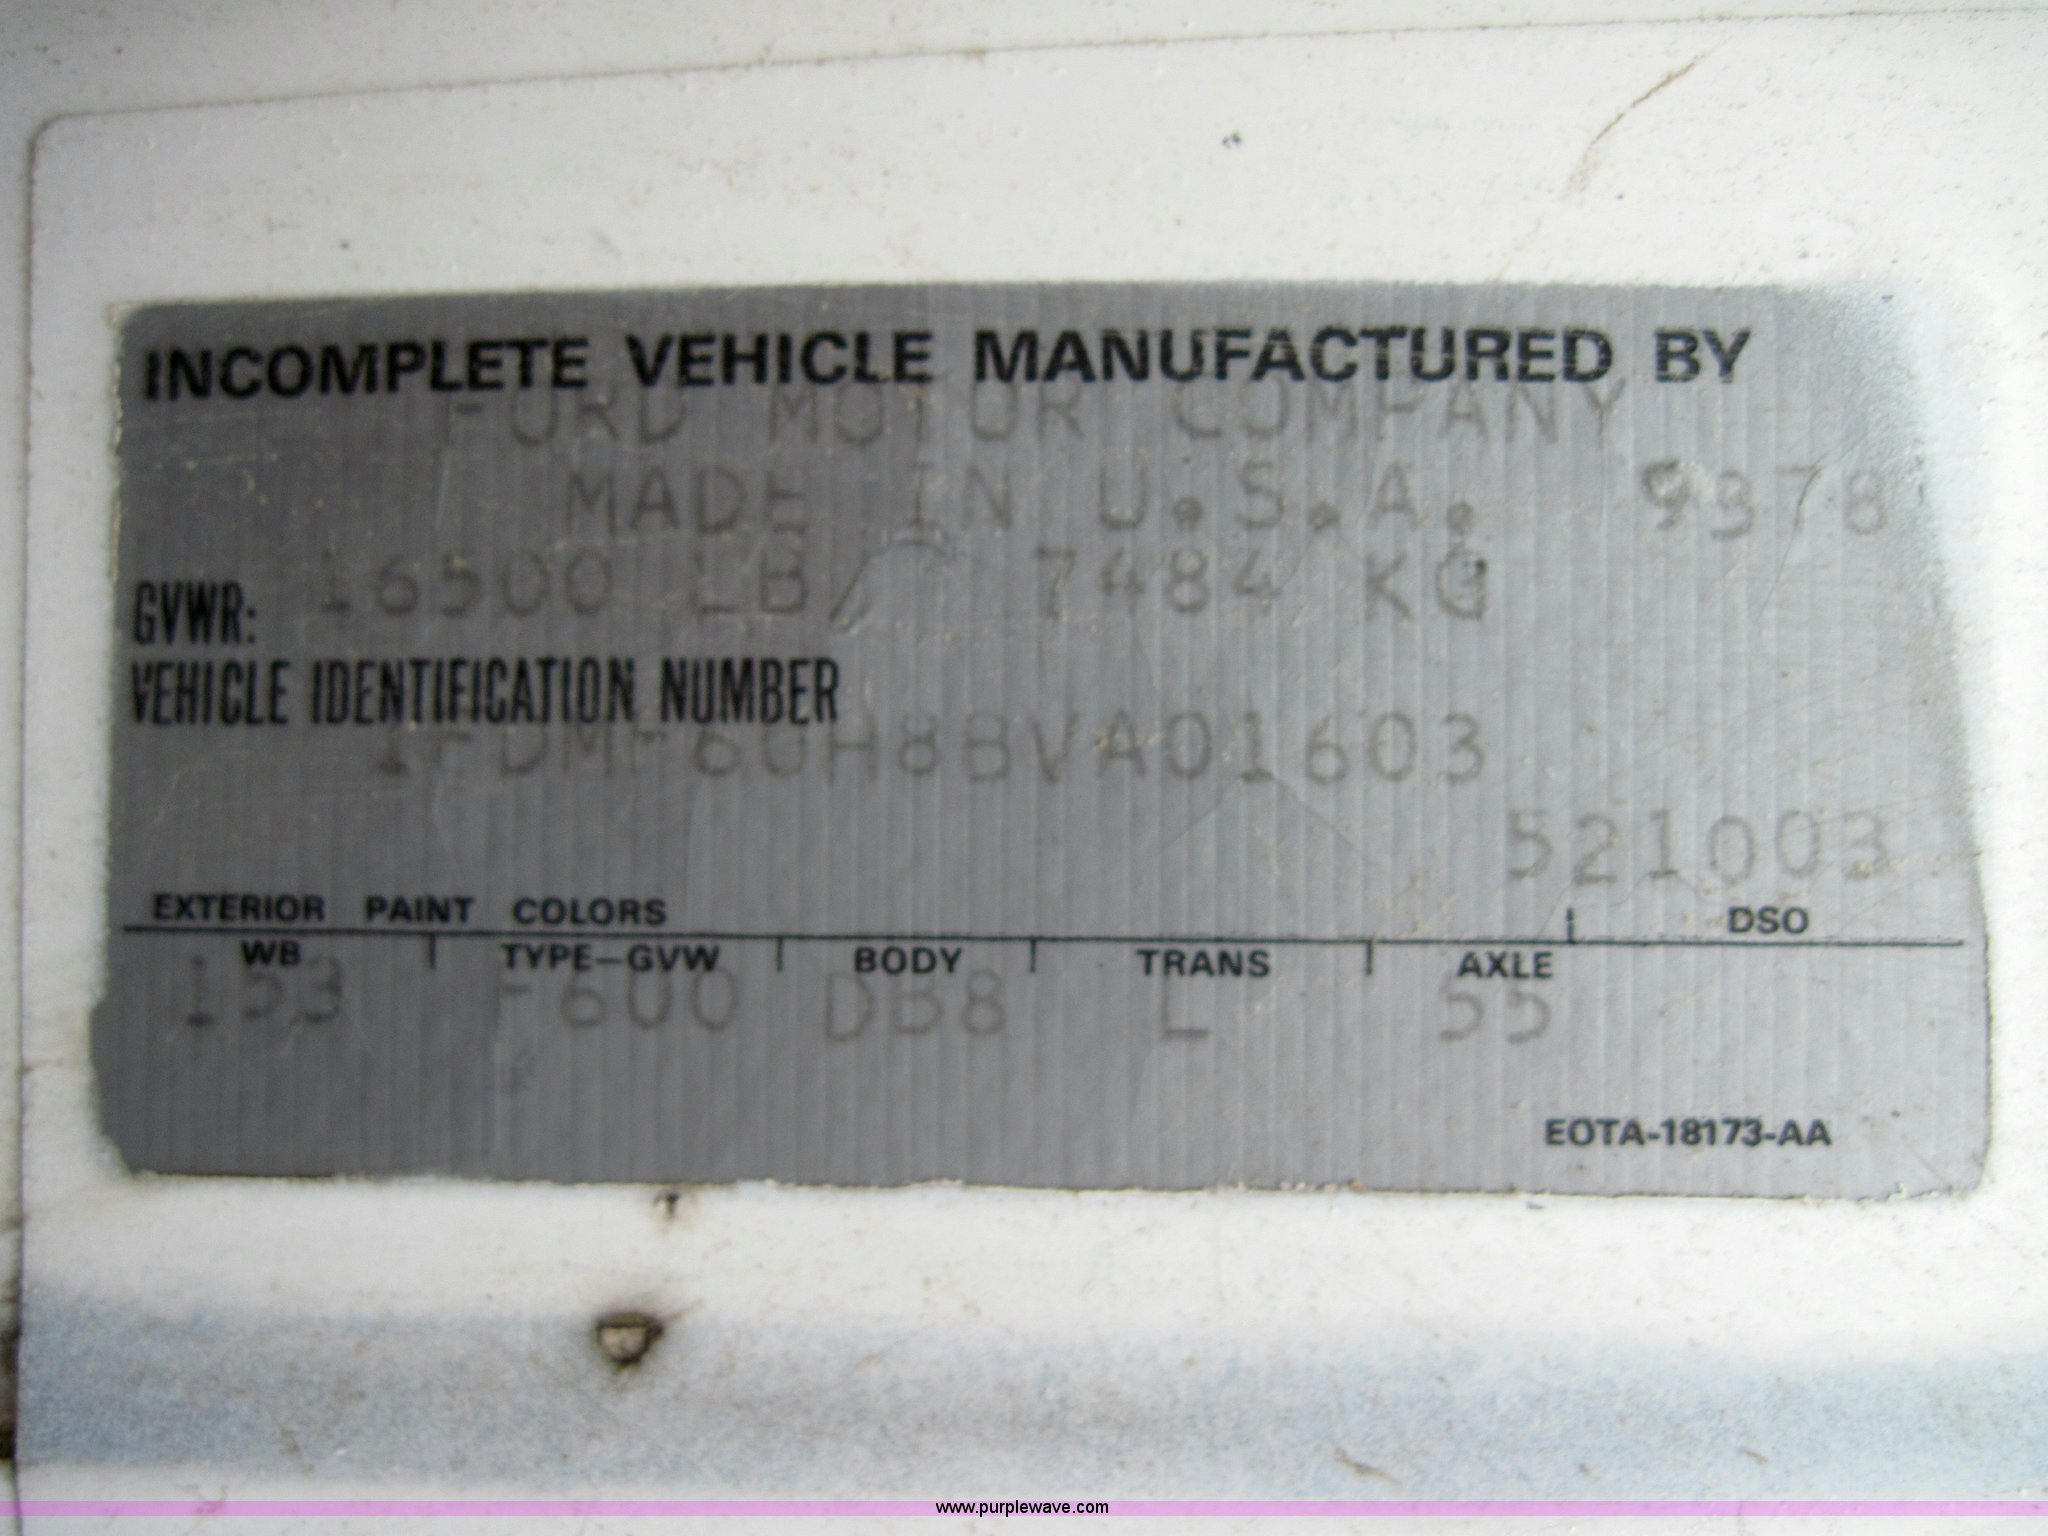 INCOMPLETE VEHICLE MANUFACTURED BY
FORD MOTOR COMPANY
MADE IN U.S.A. 9378
GVWR: 16500 LB/ 7484 KG
VEHICLE IDENTIFICATION NUMBER
1FDMF60H8BVA01603
521003
EXTERIOR PAINT COLORS DSO
WB TYPE-GVW BODY TRANS AXLE
153 F600 DB8 L 55
EOTA-18173-AA
www.purplewave.com